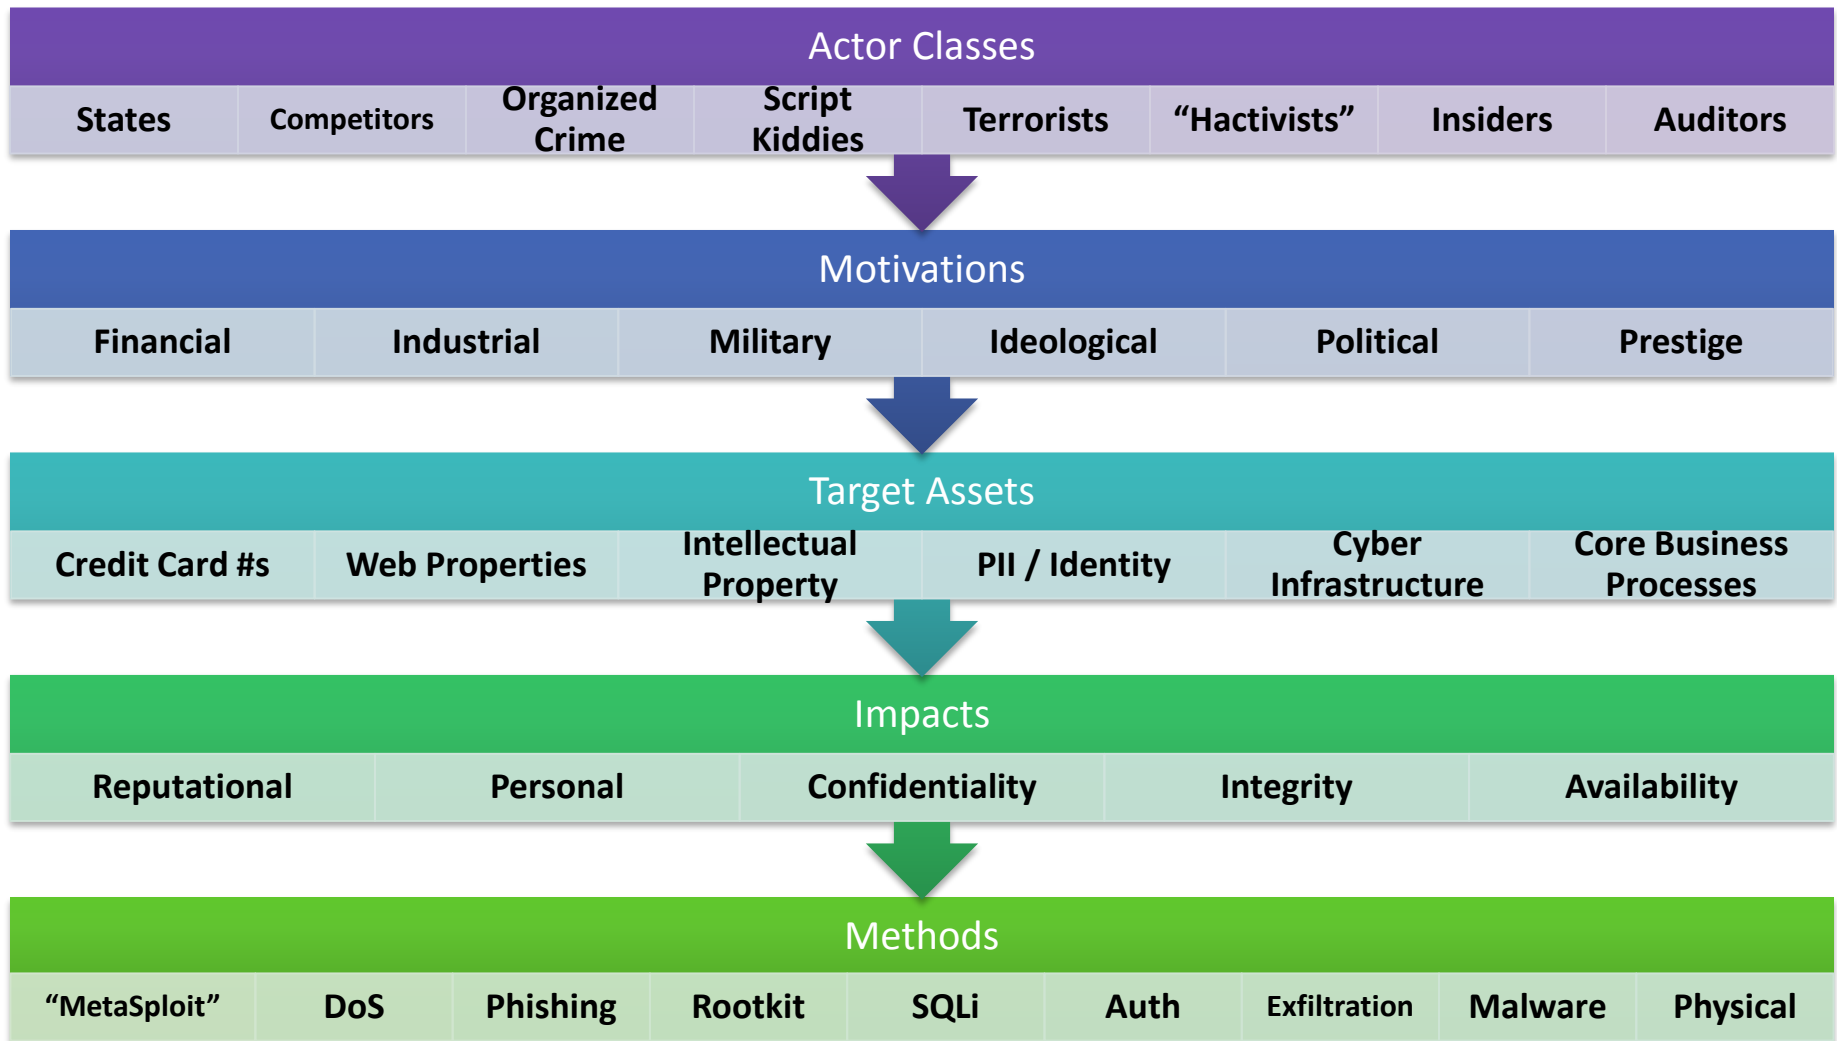 Actor Classes
States
Competitors
Organized
Crime
Script
Kiddies
Terrorists
“Hactivists”
Insiders
Auditors
Motivations
Financial
Industrial
Military
Ideological
Political
Prestige
Target Assets
Credit Card #s
Web Properties
Intellectual
Property
PII / Identity
Cyber
Infrastructure
Core Business
Processes
Impacts
Reputational
Personal
Confidentiality
Integrity
Availability
Methods
“MetaSploit”
DoS
Phishing
Rootkit
SQLi
Auth
Exfiltration
Malware
Physical